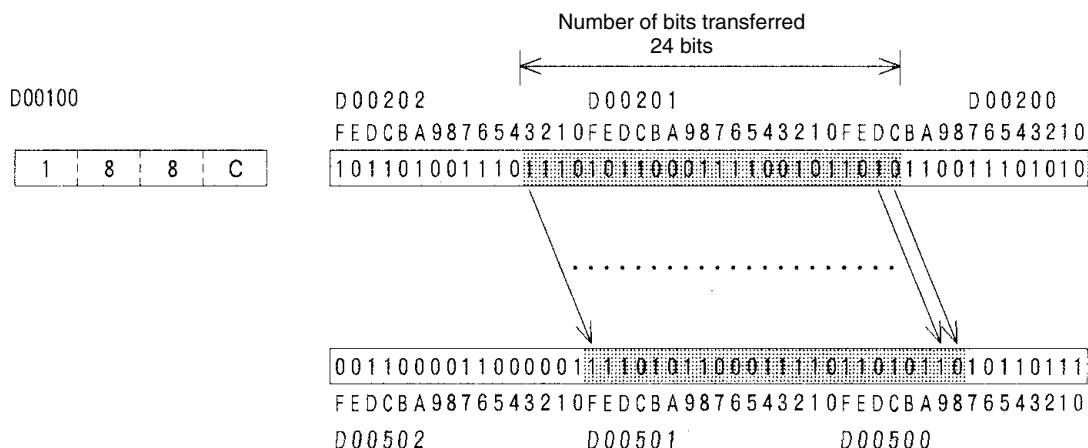 Number of bits transferred
24 bits
D00100
D00202 D00201 D00200
FEDCBA9876543210FEDCBA9876543210FEDCBA9876543210
1 8 8 C
101101001110111010110001111001011010110011101010
001100001100000111101011000111101101011010110111
FEDCBA9876543210FEDCBA9876543210FEDCBA9876543210
D00502 D00501 D00500